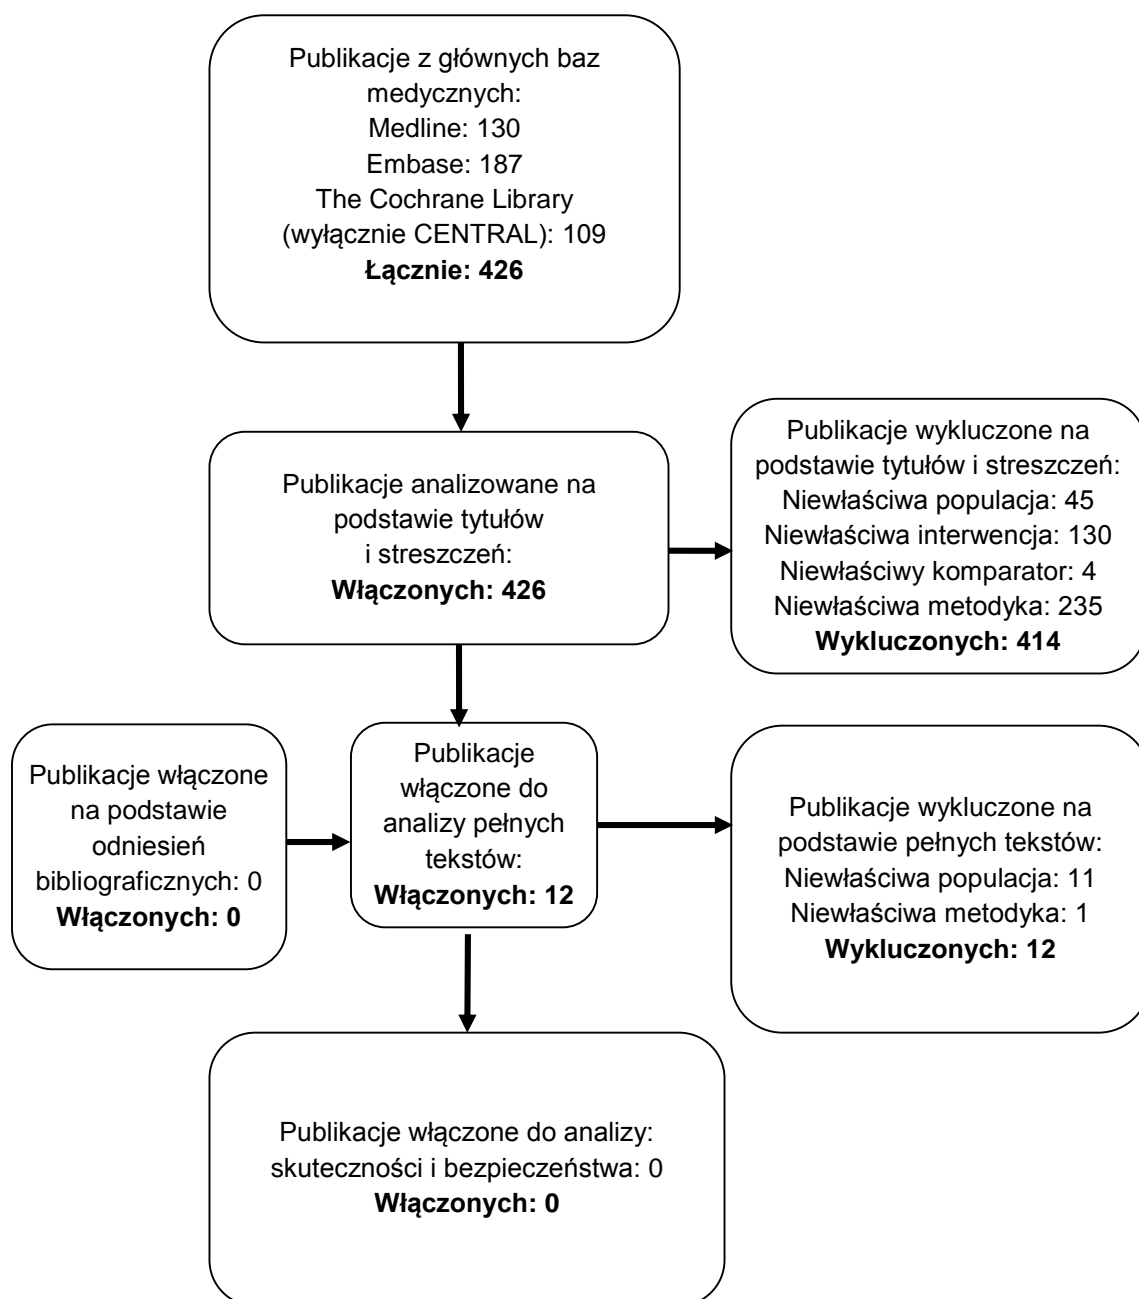 Publikacje z głównych baz
medycznych:
Medline: 130
Embase: 187
The Cochrane Library
(wyłącznie CENTRAL): 109
Łącznie: 426
Publikacje analizowane na
podstawie tytułów
i streszczeń:
Włączonych: 426
Publikacje wykluczone na
podstawie tytułów i streszczeń:
Niewłaściwa populacja: 45
Niewłaściwa interwencja: 130
Niewłaściwy komparator: 4
Niewłaściwa metodyka: 235
Wykluczonych: 414
Publikacje włączone
na podstawie
odniesień
bibliograficznych: 0
Włączonych: 0
Publikacje
włączone do
analizy pełnych
tekstów:
Włączonych: 12
Publikacje wykluczone na
podstawie pełnych tekstów:
Niewłaściwa populacja: 11
Niewłaściwa metodyka: 1
Wykluczonych: 12
Publikacje włączone do analizy:
skuteczności i bezpieczeństwa: 0
Włączonych: 0